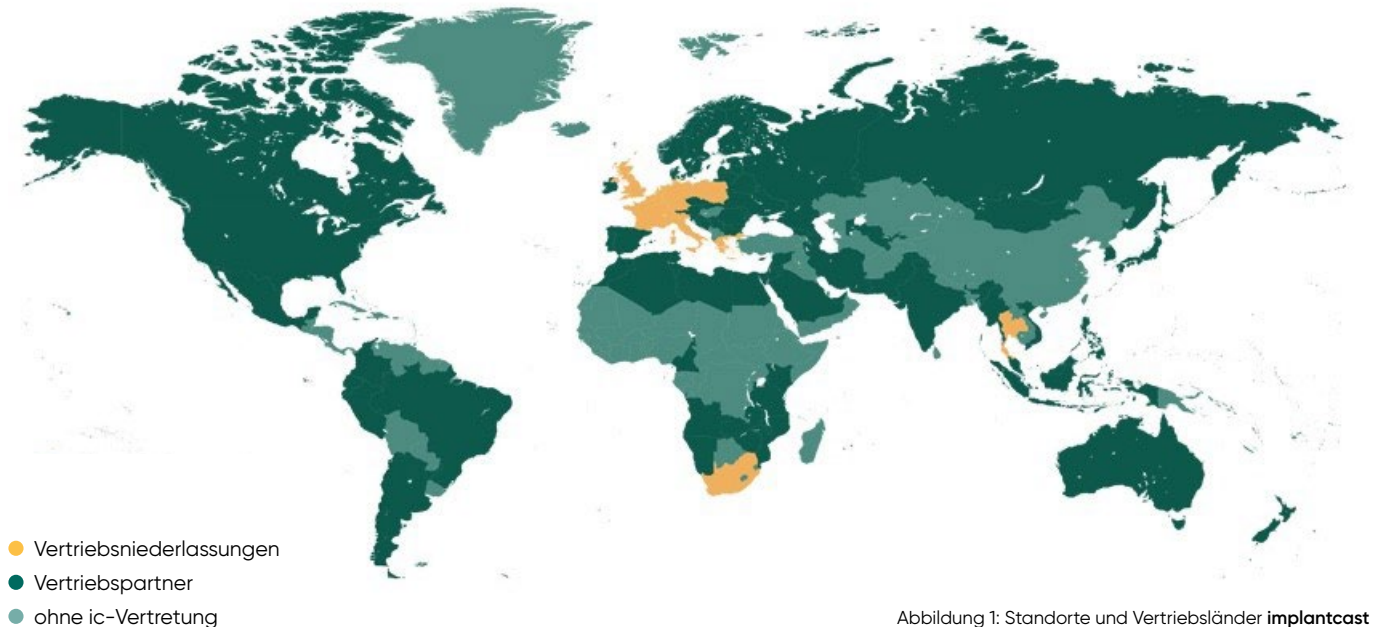 Vertriebsniederlassungen
Vertriebspartner
ohne ic-Vertretung
Abbildung 1: Standorte und Vertriebsländer implantcast